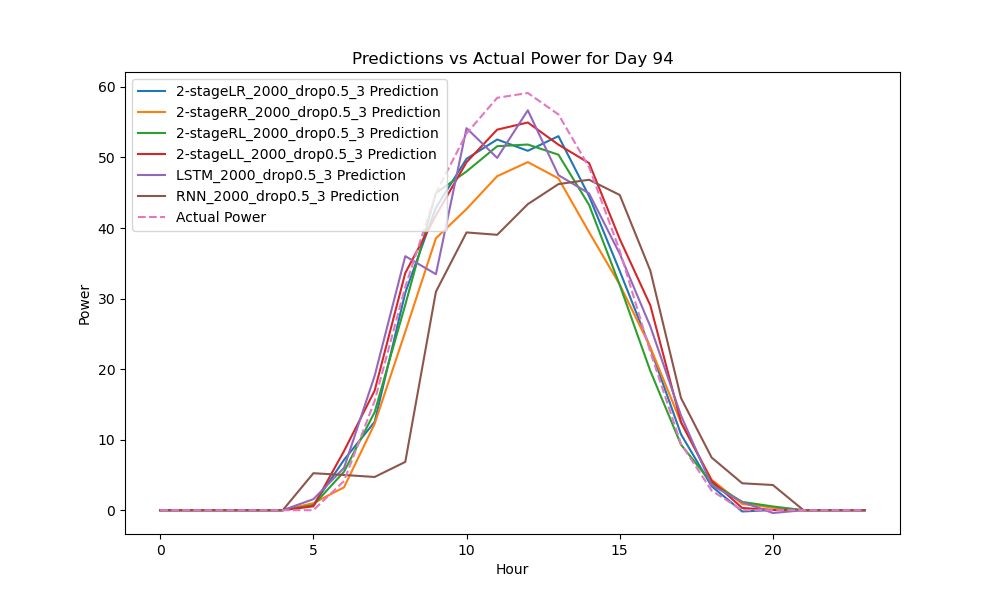 Predictions vs Actual Power for Day 94
60
50
40
30
20
10
0
Power
2-stageLR_2000_drop0.5_3 Prediction
2-stageRR_2000_drop0.5_3 Prediction
2-stageRL_2000_drop0.5_3 Prediction
2-stageLL_2000_drop0.5_3 Prediction
LSTM_2000_drop0.5_3 Prediction
RNN_2000_drop0.5_3 Prediction
Actual Power
0 5 10 15 20
Hour